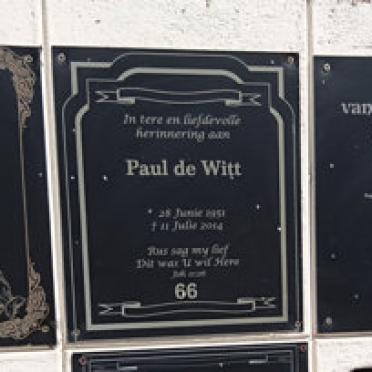 In tere en liefdevolle
herinnering aan
Paul de Witt
* 28 Junie 1951
† 11 Julie 2014
Rus sag my lief
Dit was U wil Here
66
van